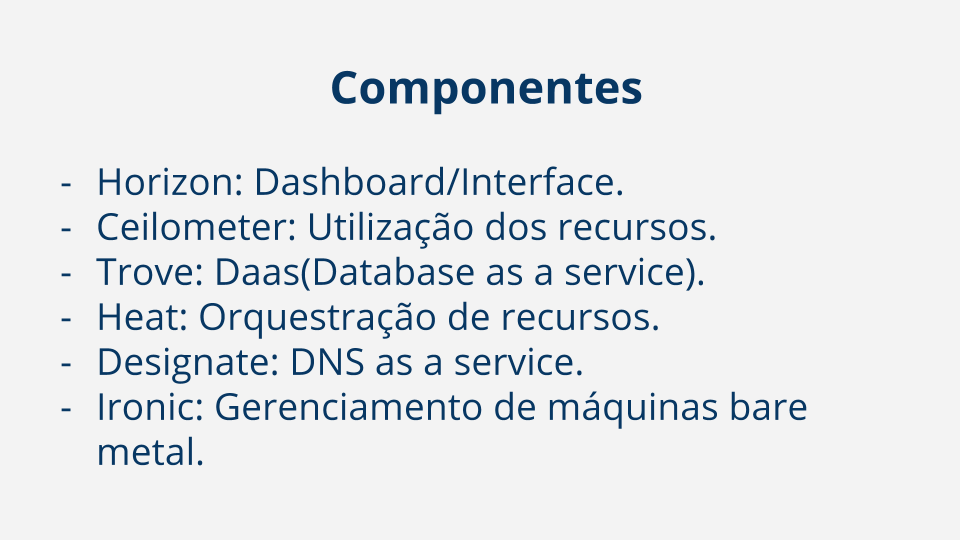 Componentes
- Horizon: Dashboard/Interface.
- Ceilometer: Utilização dos recursos.
- Trove: Daas(Database as a service).
- Heat: Orquestração de recursos.
- Designate: DNS as a service.
- Ironic: Gerenciamento de máquinas bare
metal.